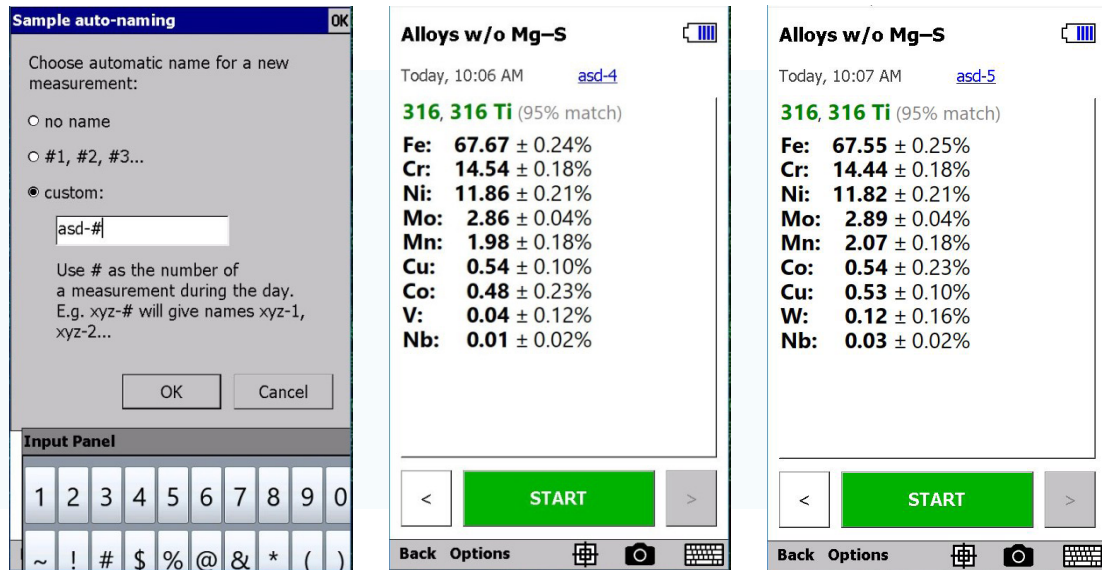 Sample auto-naming OK
Choose automatic name for a new
measurement:
no name
#1, #2, #3...
custom:
asd-#
Use # as the number of
a measurement during the day.
E.g. xyz-# will give names xyz-1,
xyz-2...
OK Cancel
Input Panel
1 2 3 4 5 6 7 8 9 0
~ ! # $ % @ & * ( )
Alloys w/o Mg–S
Today, 10:06 AM asd-4
316, 316 Ti (95% match)
Fe: 67.67 ± 0.24%
Cr: 14.54 ± 0.18%
Ni: 11.86 ± 0.21%
Mo: 2.86 ± 0.04%
Mn: 1.98 ± 0.18%
Cu: 0.54 ± 0.10%
Co: 0.48 ± 0.23%
V: 0.04 ± 0.12%
Nb: 0.01 ± 0.02%
< START >
Back Options
Alloys w/o Mg–S
Today, 10:07 AM asd-5
316, 316 Ti (95% match)
Fe: 67.55 ± 0.25%
Cr: 14.44 ± 0.18%
Ni: 11.82 ± 0.21%
Mo: 2.89 ± 0.04%
Mn: 2.07 ± 0.18%
Co: 0.54 ± 0.23%
Cu: 0.53 ± 0.10%
W: 0.12 ± 0.16%
Nb: 0.03 ± 0.02%
< START >
Back Options